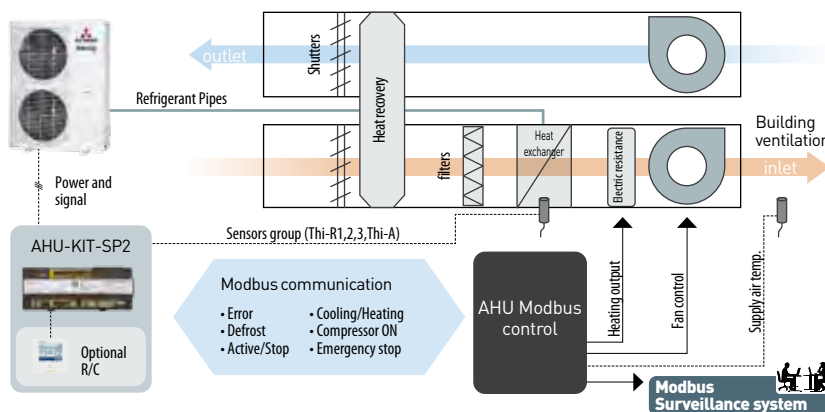 outlet
Shutters
Heat recovery
Refrigerant Pipes
Building
ventilation
filters
Heat
exchanger
Electric resistance
inlet
Power and
signal
Sensors group (Thi-R1,2,3,Thi-A)
AHU-KIT-SP2
Optional
R/C
Modbus communication
• Error
• Defrost
• Active/Stop
• Cooling/Heating
• Compressor ON
• Emergency stop
AHU Modbus
control
Heating output
Fan control
Supply air temp.
Modbus
Surveillance system